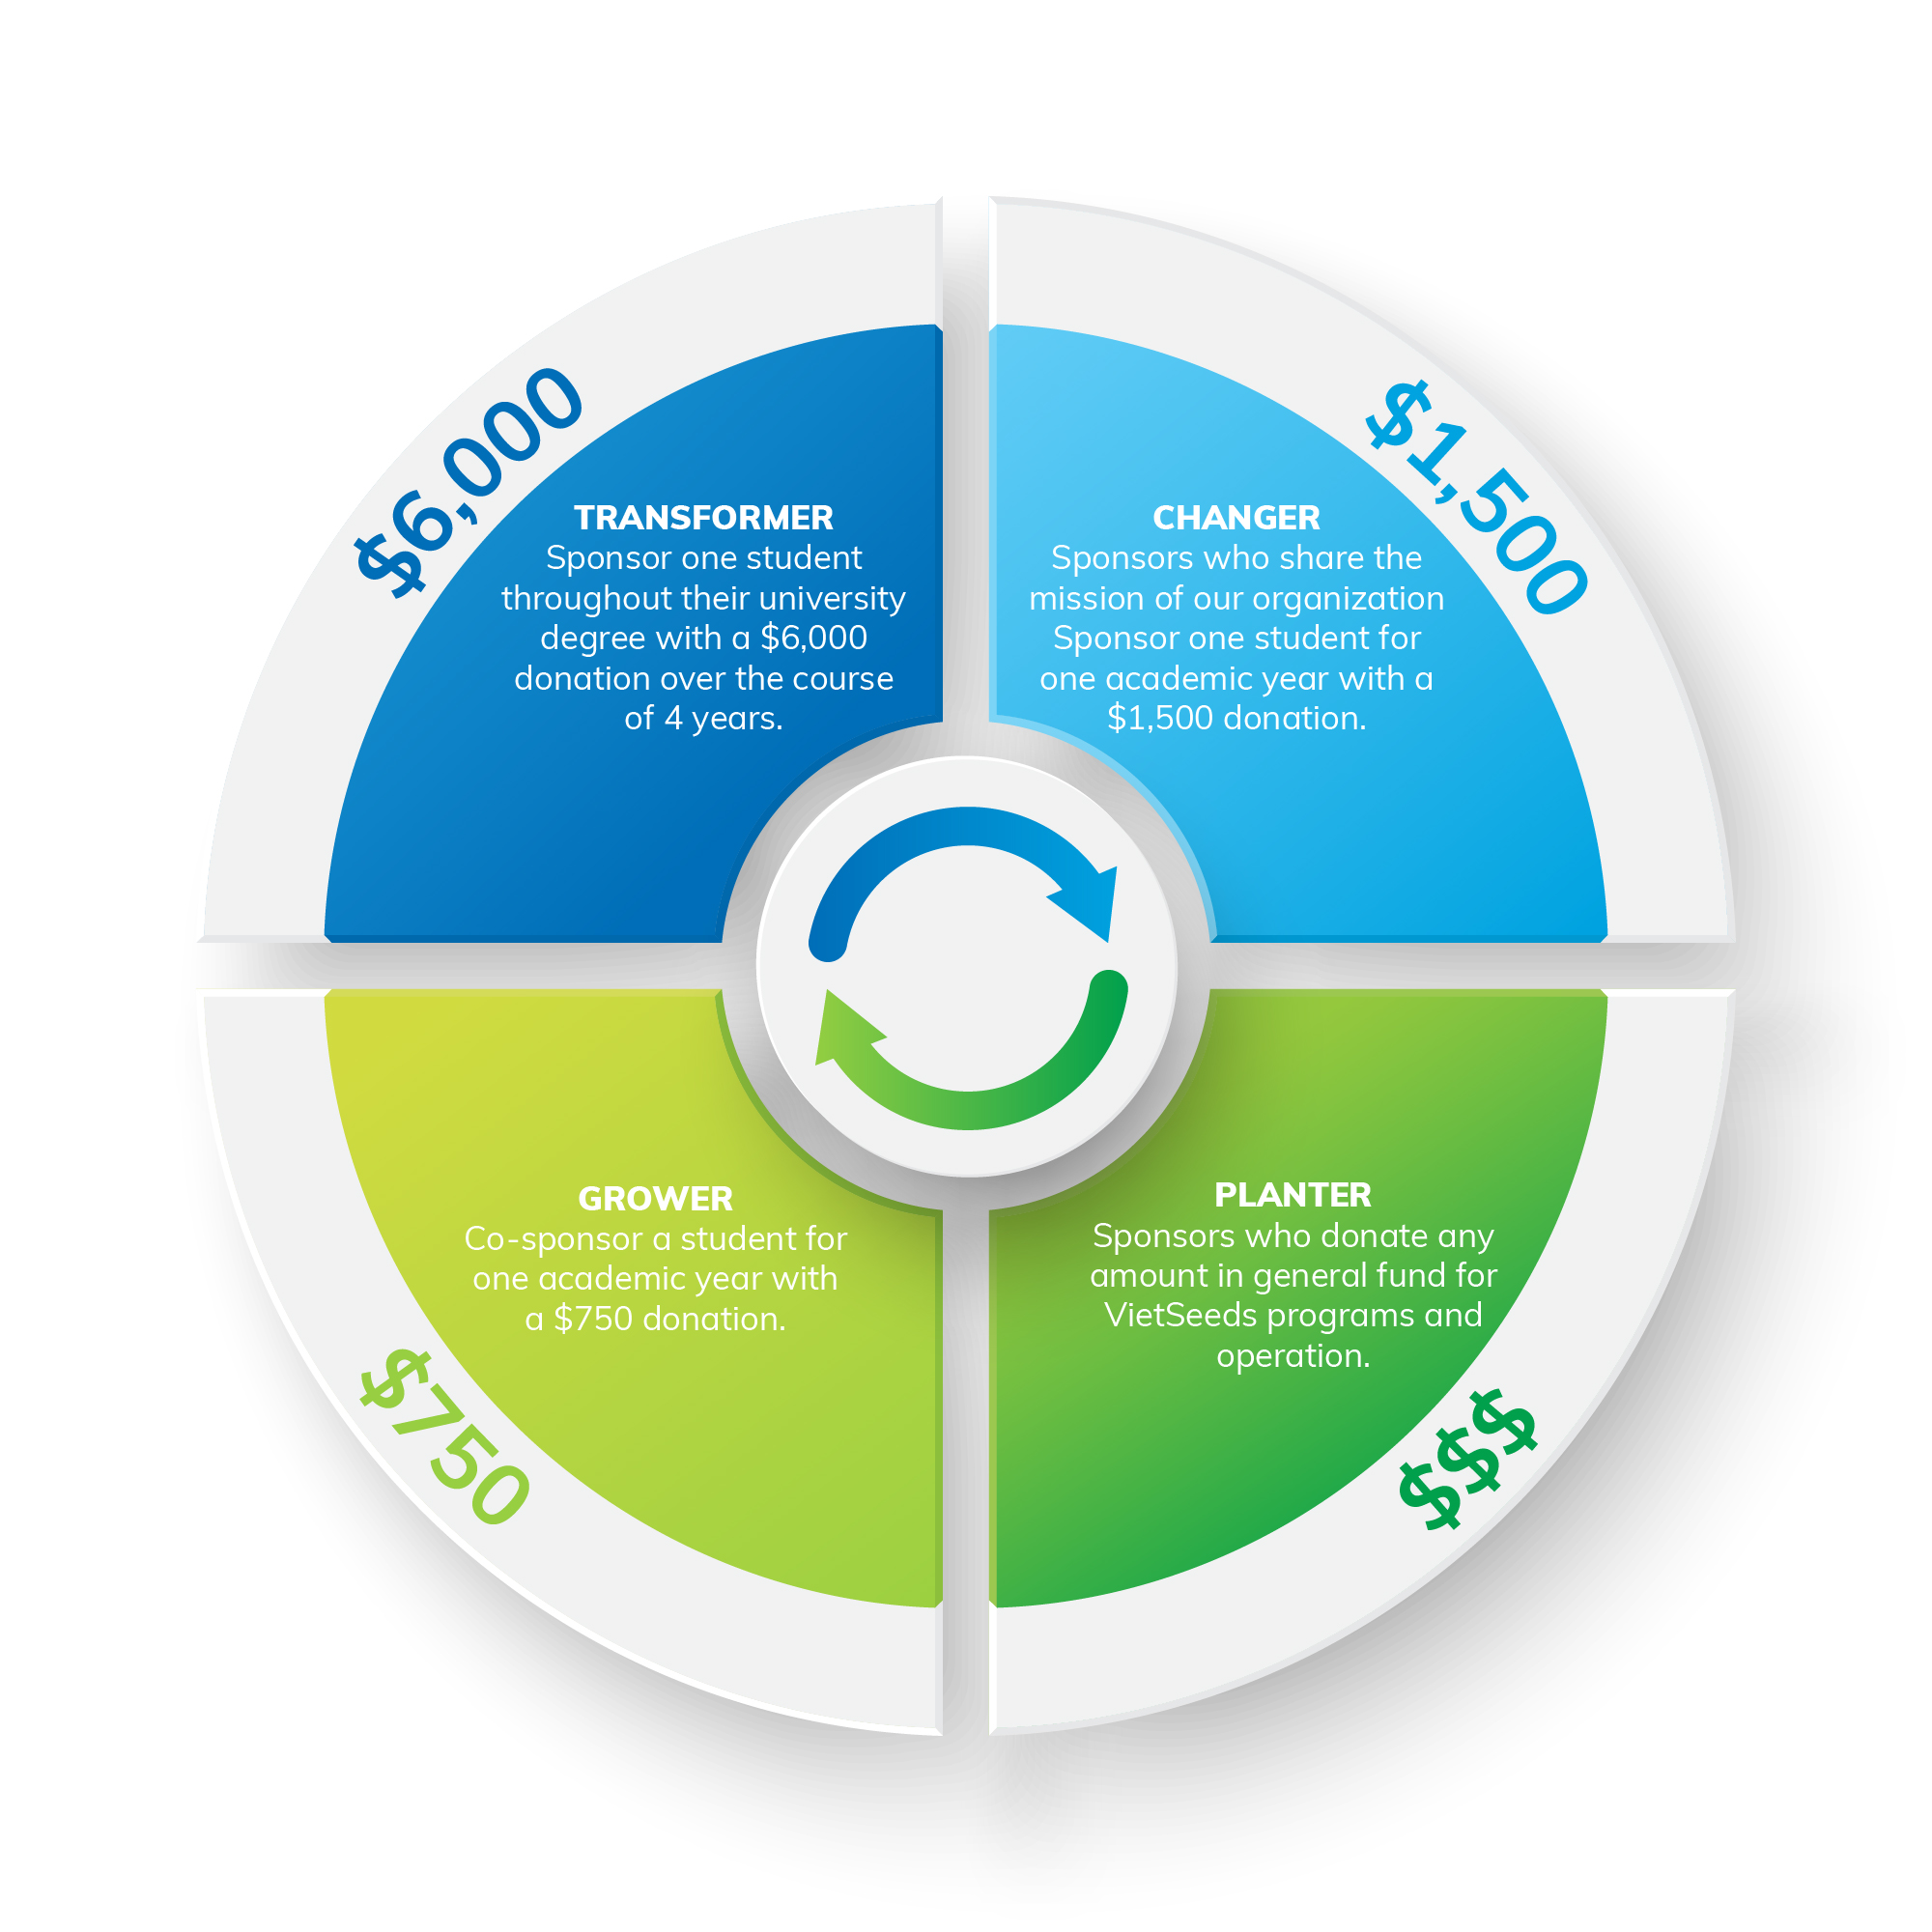 $6,000
TRANSFORMER
Sponsor one student
throughout their university
degree with a $6,000
donation over the course
of 4 years.
$1,500
CHANGER
Sponsors who share the
mission of our organization
Sponsor one student for
one academic year with a
$1,500 donation.
GROWER
Co-sponsor a student for
one academic year with
a $750 donation.
$750
PLANTER
Sponsors who donate any
amount in general fund for
VietSeeds programs and
operation.
$$$